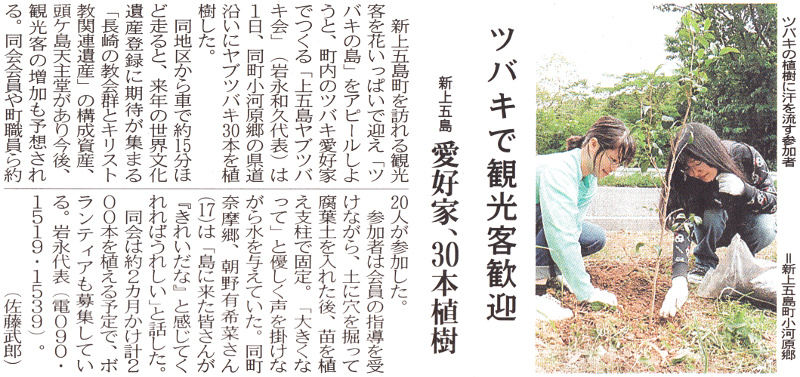 ツバキで観光客歓迎
新上五島
愛好家、30本植樹
新上五島町を訪れる観光
客を花いっぱいで迎え「ツ
バキの島」をアピールしよ
うと、町内のツバキ愛好家
でつくる「上五島ヤブツバ
キ会」（岩永和久代表）は
1日、同町小河原郷の県道
沿いにヤブツバキ30本を植
樹した。
同地区から車で約15分ほ
ど走ると、来年の世界文化
遺産登録に期待が集まる
「長崎の教会群とキリスト
教関連遺産」の構成資産、
頭ケ島天主堂があり今後、
観光客の増加も予想され
る。同会会員や町職員ら約
20人が参加した。
参加者は会員の指導を受
けながら、土に穴を掘って
腐葉土を入れた後、苗を植
え支柱で固定。「大きくな
って」と優しく声を掛けな
がら水を与えていた。同町
奈摩郷、朝野有希菜さん
(17)は「島に来た皆さんが
『きれいだな』と感じてく
れればうれしい」と話した。
同会は約2カ月かけ計2
00本を植える予定で、ボ
ランティアも募集してい
る。岩永代表（電090・
1519・1539）。
（佐藤武郎）
ツバキの植樹に汗を流す参加者
＝新上五島町小河原郷